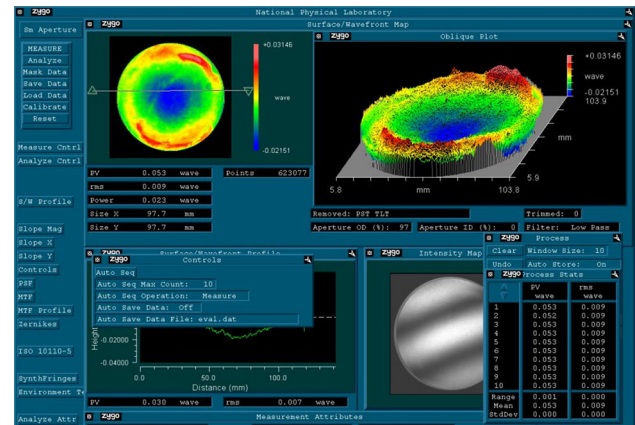 zygo National Physical Laboratory
Sm Aperture
MEASURE
Analyze
Mask Data
Save Data
Load Data
Calibrate
Reset
Measure Cntrl
Analyze Cntrl
S/W Profile
Slope Mag
Slope X
Slope Y
Controls
PSF
MTF
MTF Profile
Zernikes
ISO 10110-5
SynthFringes
Environment
Analyze Attr
zygo Surface/Wavefront Map
+0.03146
wave
-0.02151
PV 0.053 wave
rms 0.009 wave
Power 0.023 wave
Size X 97.7 mm
Size Y 97.7 mm
Points 623077
zygo Oblique Plot
+0.03146
wave
-0.02151
103.9
mm
5.9
5.8 mm 103.8
Removed: PST TLT
Trimmed: 0
Aperture OD (%): 97
Aperture ID (%): 0
Filter: Low Pass
zygo Surface/Wavefront Profile
zygo Controls
Auto Seq
Auto Seq Max Count: 10
Auto Seq Operation: Measure
Auto Save Data: Off
Auto Save Data File: eval.dat
Height
-0.02000
-0.04000
0.0 50.0 100.0
Distance (mm)
PV 0.030 wave
rms 0.007 wave
zygo Intensity Map
zygo Process
Clear Window Size: 10
Undo Auto Store: On
zygo Process Stats
PV rms
wave wave
1 0.053 0.009
2 0.052 0.009
3 0.053 0.009
4 0.053 0.009
5 0.053 0.009
6 0.053 0.009
7 0.053 0.009
8 0.053 0.009
9 0.053 0.009
10 0.053 0.009
Range 0.001 0.000
Mean 0.053 0.009
StdDev 0.000 0.000
zygo Measurement Attributes